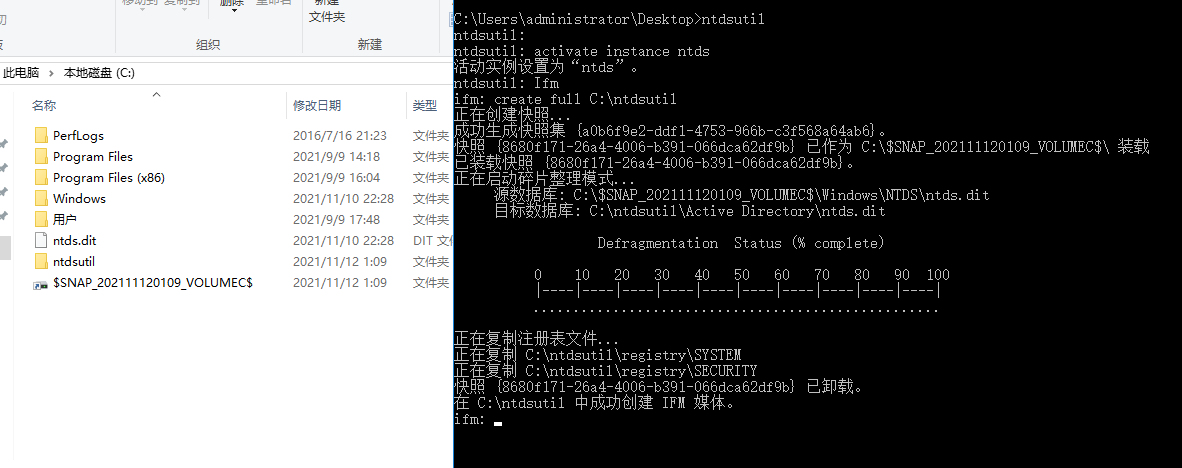 删除
新建
文件夹
组织
新建
此电脑 › 本地磁盘 (C:)
名称 修改日期 类型
PerfLogs 2016/7/16 21:23 文件夹
Program Files 2021/9/9 14:18 文件夹
Program Files (x86) 2021/9/9 16:04 文件夹
Windows 2021/11/10 22:28 文件夹
用户 2021/9/9 17:48 文件夹
ntds.dit 2021/11/10 22:28 DIT 文
ntdsutil 2021/11/12 1:09 文件夹
$SNAP_202111120109_VOLUMEC$ 2021/11/12 1:09 文件夹
C:\Users\administrator\Desktop>ntdsutil
ntdsutil:
ntdsutil: activate instance ntds
活动实例设置为“ntds”。
ntdsutil: Ifm
ifm: create full C:\ntdsutil
正在创建快照...
成功生成快照集 {a0b6f9e2-ddf1-4753-966b-c3f568a64ab6}。
快照 {8680f171-26a4-4006-b391-066dca62df9b} 已作为 C:\$SNAP_202111120109_VOLUMEC$\ 装载
已装载快照 {8680f171-26a4-4006-b391-066dca62df9b}。
正在启动碎片整理模式...
源数据库: C:\$SNAP_202111120109_VOLUMEC$\Windows\NTDS\ntds.dit
目标数据库: C:\ntdsutil\Active Directory\ntds.dit
Defragmentation Status (% complete)
0 10 20 30 40 50 60 70 80 90 100
|----|----|----|----|----|----|----|----|----|----|
...................................................
正在复制注册表文件...
正在复制 C:\ntdsutil\registry\SYSTEM
正在复制 C:\ntdsutil\registry\SECURITY
快照 {8680f171-26a4-4006-b391-066dca62df9b} 已卸载。
在 C:\ntdsutil 中成功创建 IFM 媒体。
ifm: